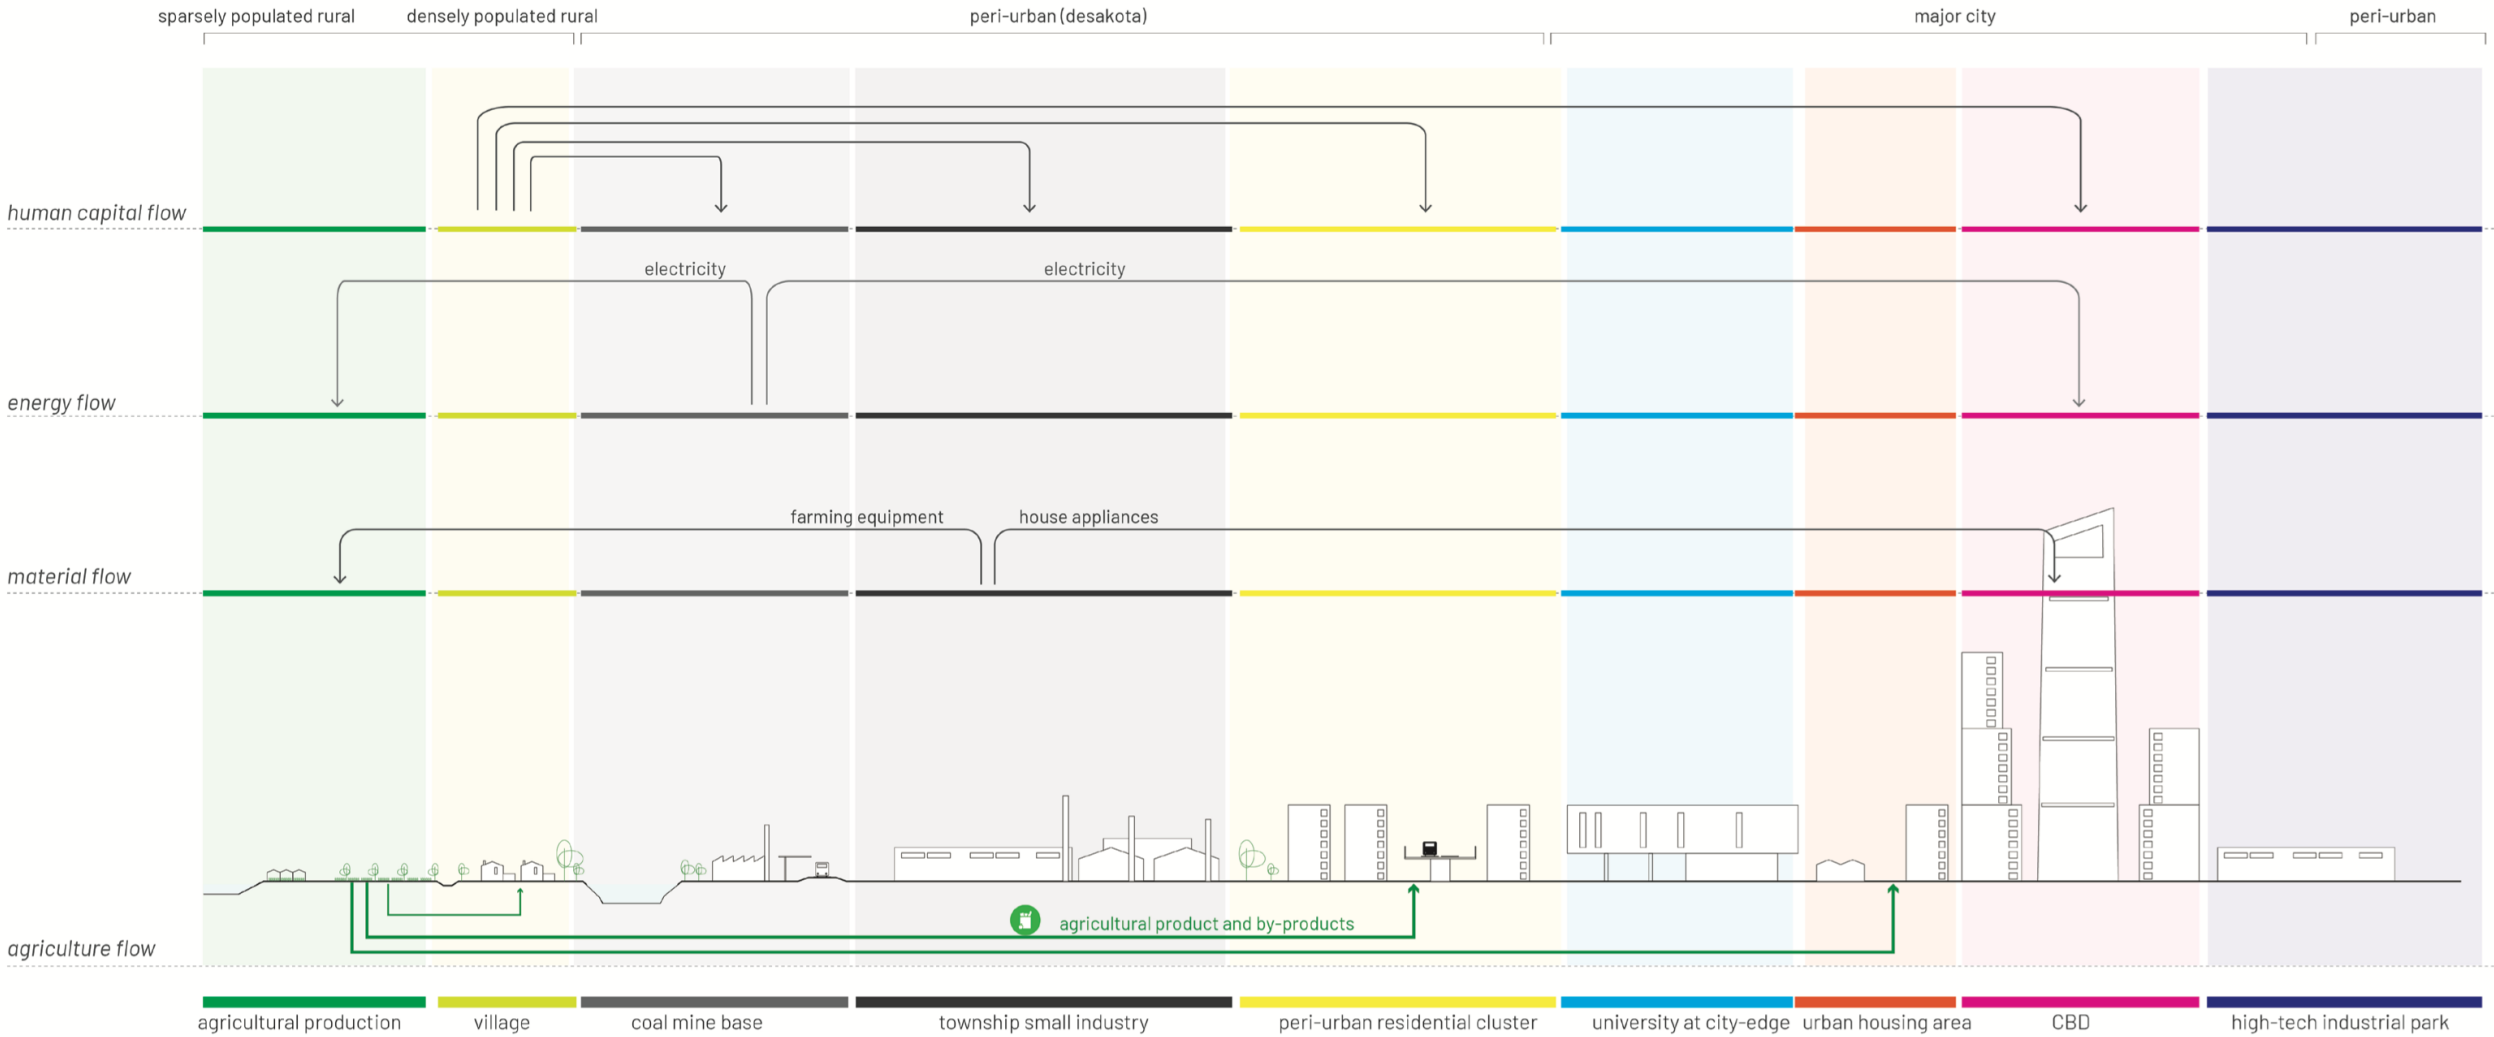 sparsely populated rural
densely populated rural
peri-urban (desakota)
major city
peri-urban
human capital flow
electricity
electricity
energy flow
farming equipment
house appliances
material flow
agricultural product and by-products
agriculture flow
agricultural production
village
coal mine base
township small industry
peri-urban residential cluster
university at city-edge
urban housing area
CBD
high-tech industrial park